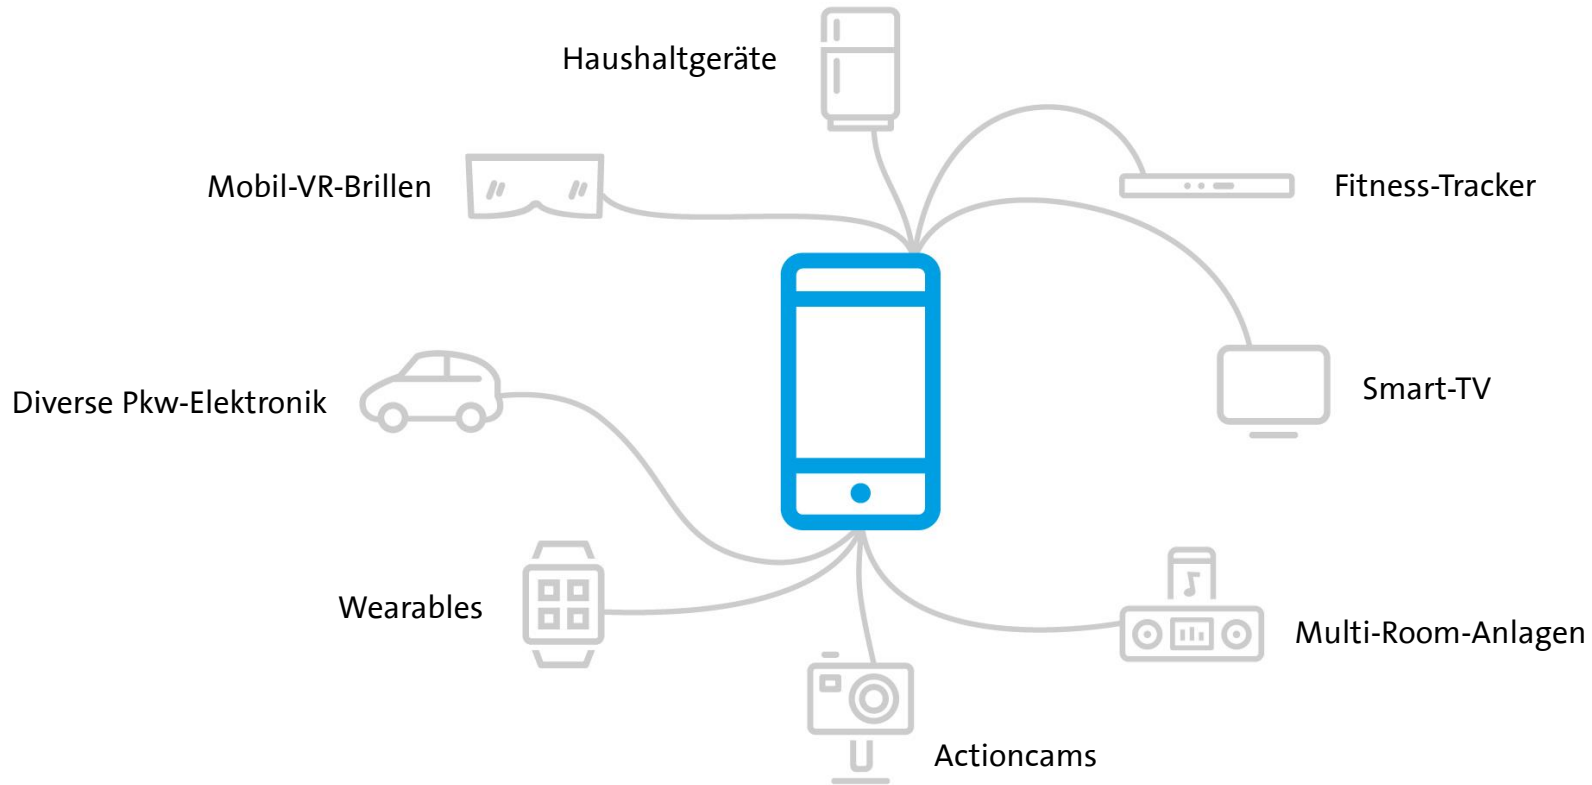 Haushaltgeräte
Mobil-VR-Brillen
Fitness-Tracker
Diverse Pkw-Elektronik
Smart-TV
Wearables
Multi-Room-Anlagen
Actioncams